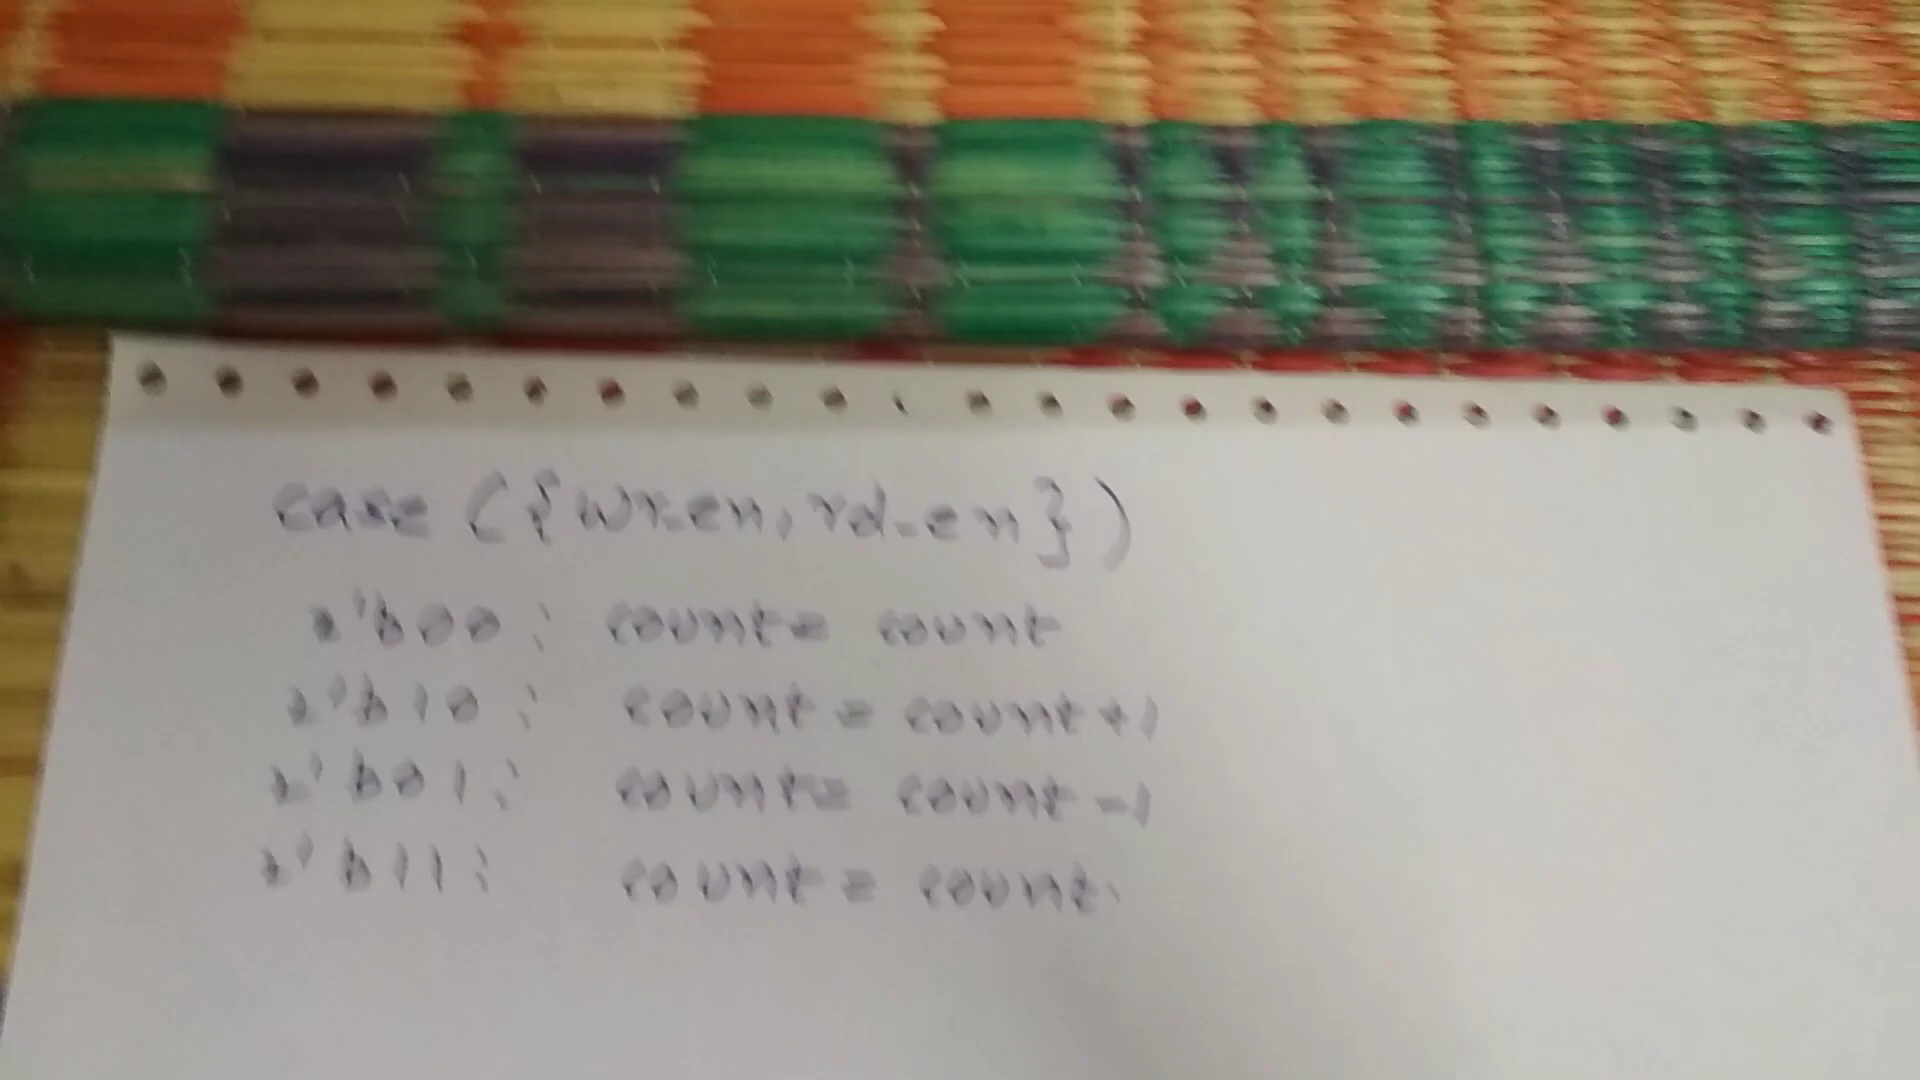 case ({wr_en, rd_en})
2'b00 : count = count
2'b10 : count = count +1
2'b01 : count = count -1
2'b11 : count = count.